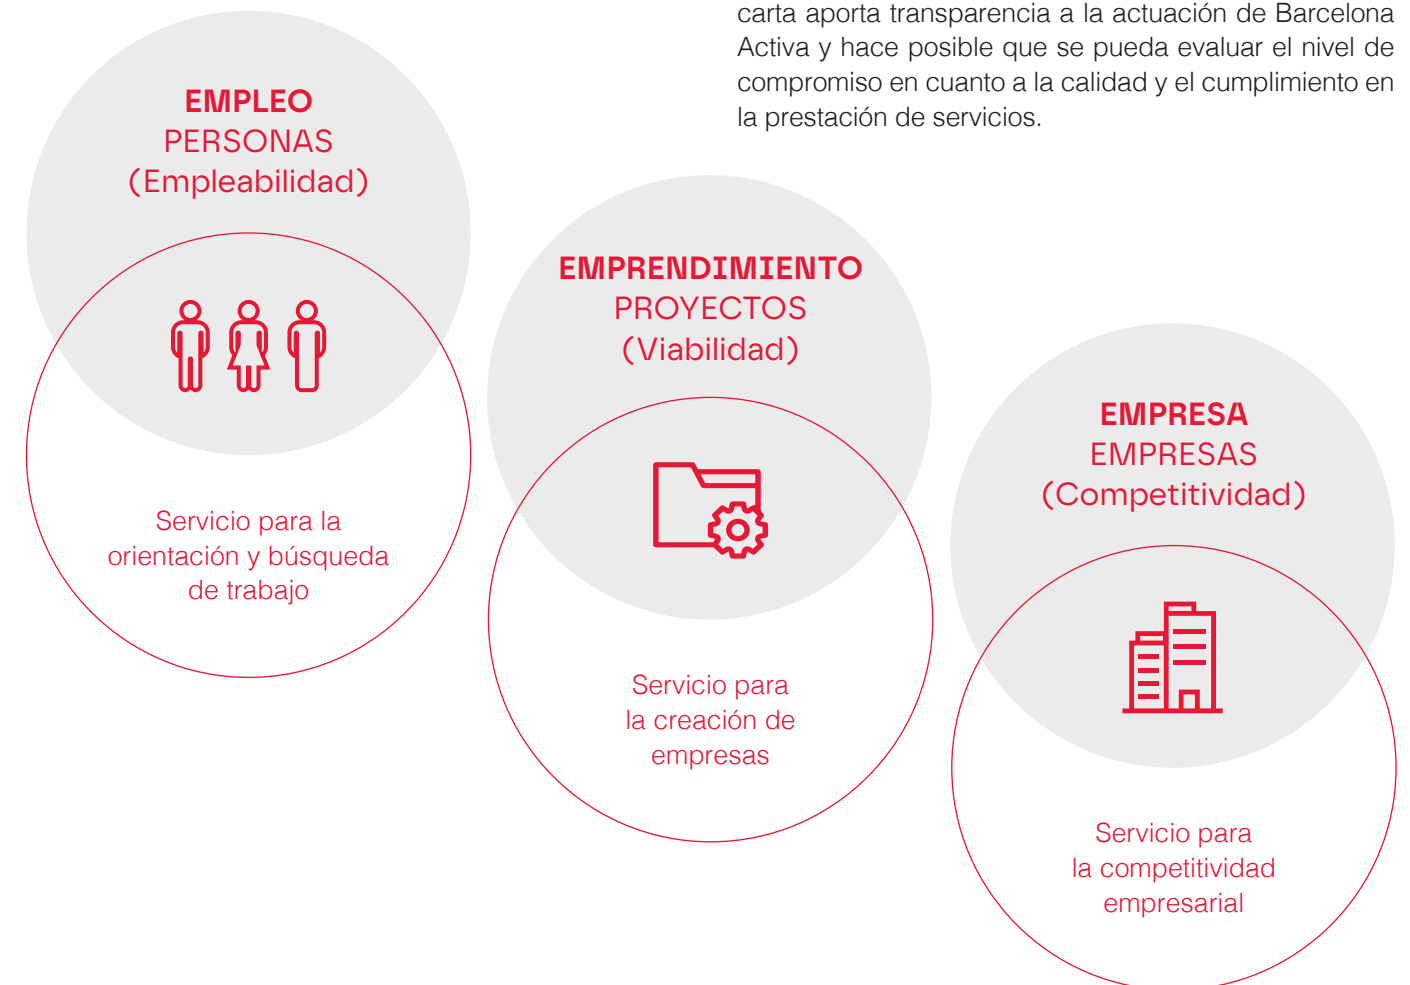 carta aporta transparencia a la actuación de Barcelona
Activa y hace posible que se pueda evaluar el nivel de
compromiso en cuanto a la calidad y el cumplimiento en
la prestación de servicios.
EMPLEO
PERSONAS
(Empleabilidad)
Servicio para la
orientación y búsqueda
de trabajo
EMPRENDIMIENTO
PROYECTOS
(Viabilidad)
Servicio para
la creación de
empresas
EMPRESA
EMPRESAS
(Competitividad)
Servicio para
la competitividad
empresarial